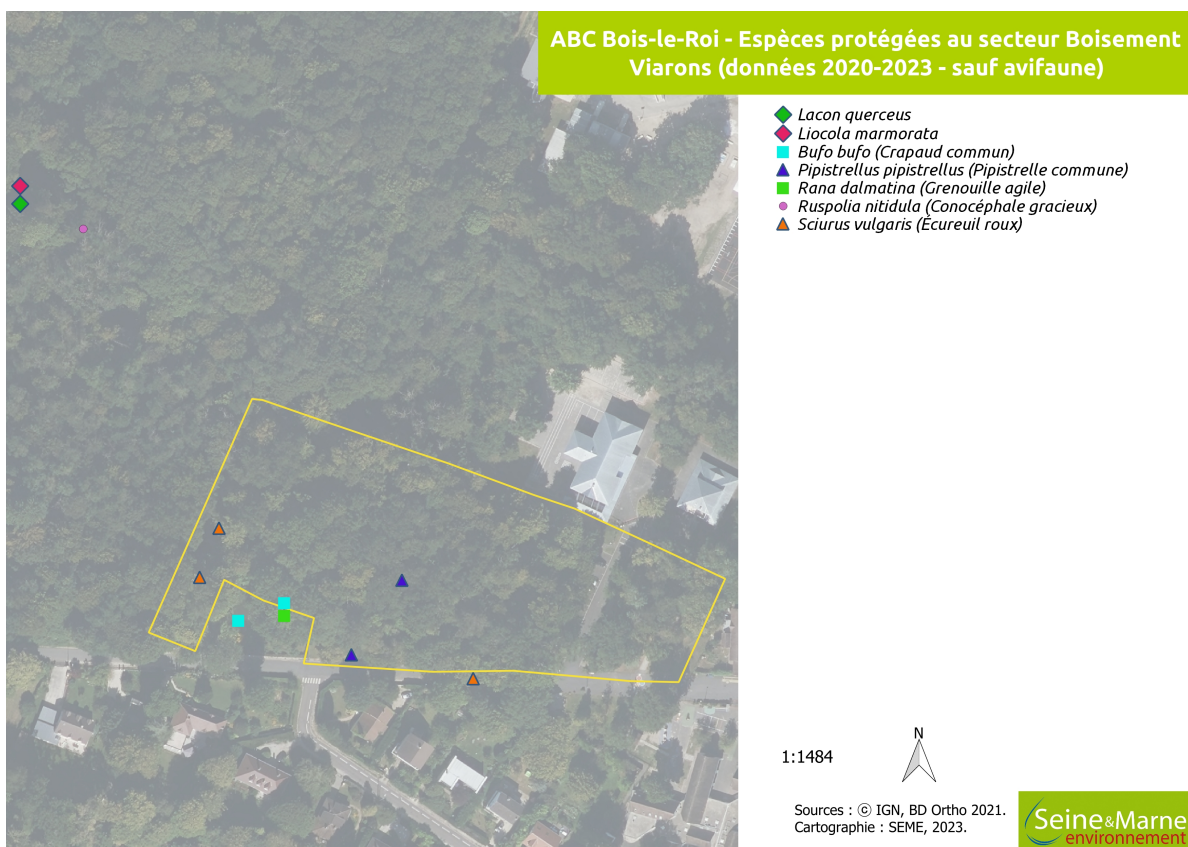 ABC Bois-le-Roi - Espèces protégées au secteur Boisement
Viarons (données 2020-2023 - sauf avifaune)
Lacon querceus
Liocola marmorata
Bufo bufo (Crapaud commun)
Pipistrellus pipistrellus (Pipistrelle commune)
Rana dalmatina (Grenouille agile)
Ruspolia nitidula (Conocéphale gracieux)
Sciurus vulgaris (Écureuil roux)
1:1484
N
Sources : © IGN, BD Ortho 2021.
Cartographie : SEME, 2023.
Seine&Marne
environnement